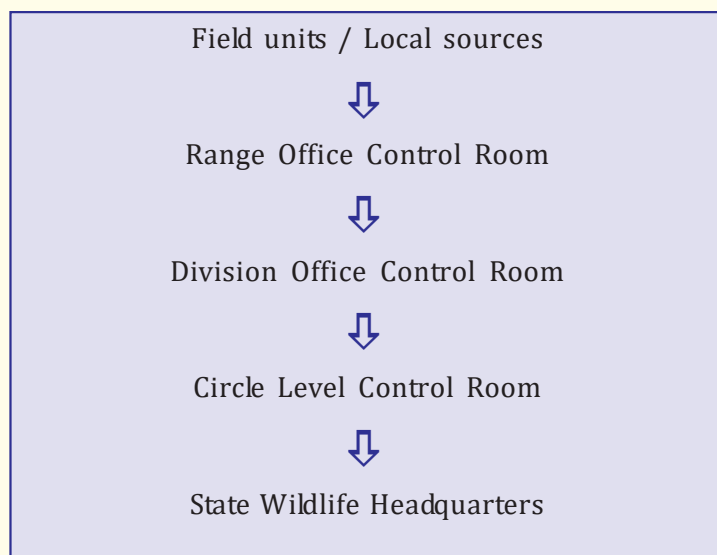 Field units / Local sources
Range Office Control Room
Division Office Control Room
Circle Level Control Room
State Wildlife Headquarters